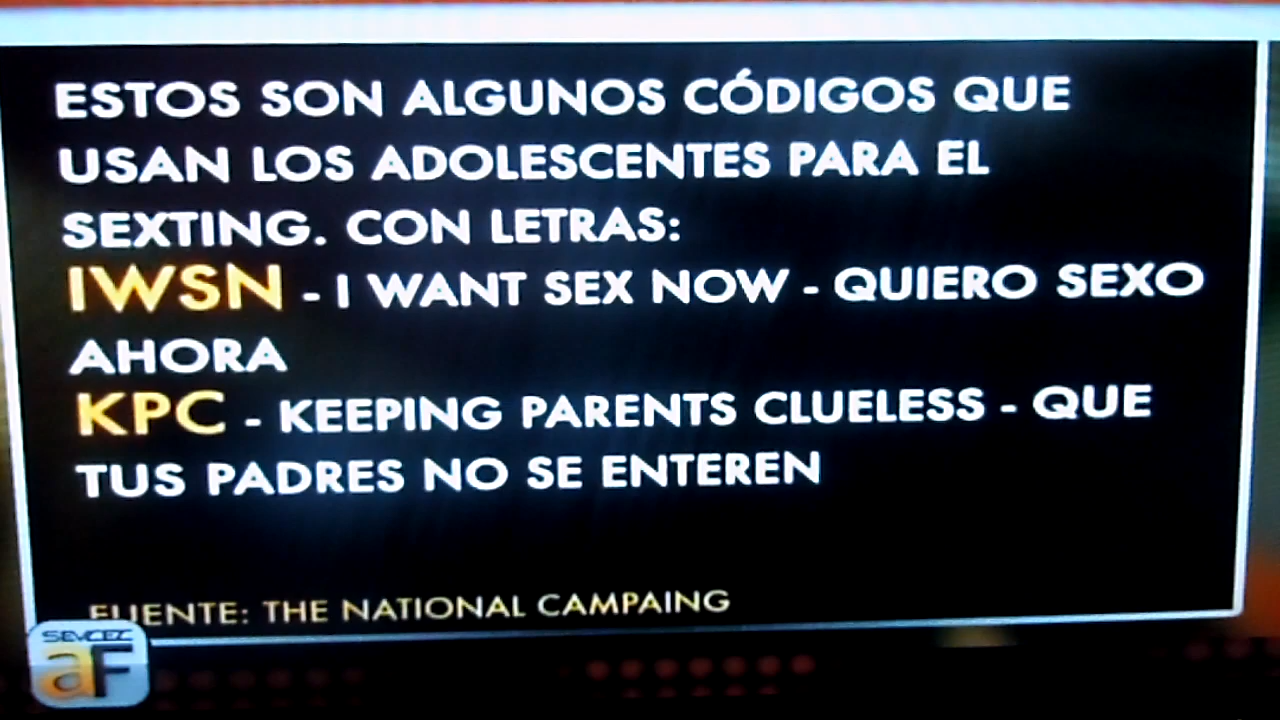 ESTOS SON ALGUNOS CÓDIGOS QUE
USAN LOS ADOLESCENTES PARA EL
SEXTING. CON LETRAS:
IWSN - I WANT SEX NOW - QUIERO SEXO
AHORA
KPC - KEEPING PARENTS CLUELESS - QUE
TUS PADRES NO SE ENTEREN
FUENTE: THE NATIONAL CAMPAING
SEVCEC
aF